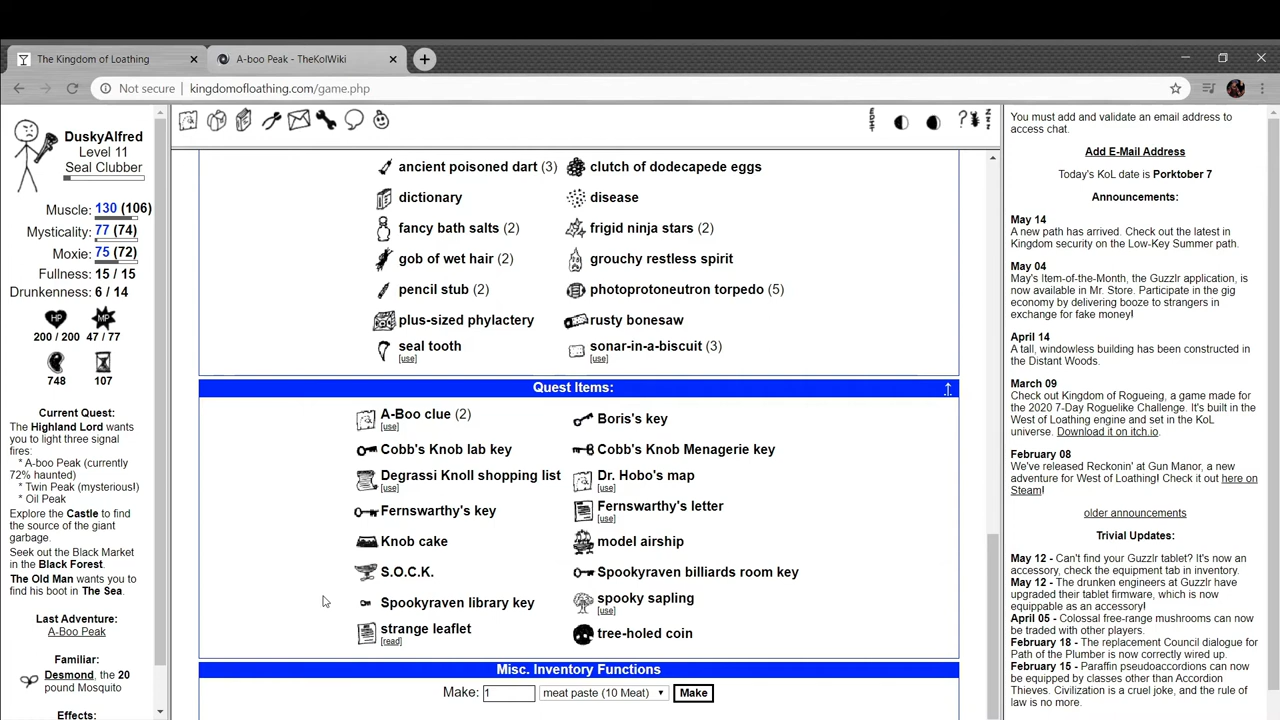 The Kingdom of Loathing
A-boo Peak - TheKolWiki
Not secure
kingdomofloathing.com/game.php
DuskyAlfred
Level 11
Seal Clubber
Muscle: 130 (106)
Mysticality: 77 (74)
Moxie: 75 (72)
Fullness: 15 / 15
Drunkenness: 6 / 14
HP
MP
200 / 200
47 / 77
748
107
Current Quest:
The Highland Lord wants
you to light three signal
fires:
* A-boo Peak (currently
72% haunted)
* Twin Peak (mysterious!)
* Oil Peak
Explore the Castle to find
the source of the giant
garbage.
Seek out the Black Market
in the Black Forest.
The Old Man wants you to
find his boot in The Sea.
Last Adventure:
A-Boo Peak
Familiar:
Desmond, the 20
pound Mosquito
Effects:
EDIT
ancient poisoned dart (3)
clutch of dodecapede eggs
dictionary
disease
fancy bath salts (2)
frigid ninja stars (2)
gob of wet hair (2)
grouchy restless spirit
pencil stub (2)
photoprotoneutron torpedo (5)
plus-sized phylactery
rusty bonesaw
seal tooth
[use]
sonar-in-a-biscuit (3)
[use]
Quest Items:
A-Boo clue (2)
[use]
Boris's key
Cobb's Knob lab key
Cobb's Knob Menagerie key
Degrassi Knoll shopping list
[use]
Dr. Hobo's map
[use]
Fernswarthy's key
Fernswarthy's letter
[use]
Knob cake
model airship
S.O.C.K.
Spookyraven billiards room key
Spookyraven library key
spooky sapling
[use]
strange leaflet
[read]
tree-holed coin
Misc. Inventory Functions
Make: 1 meat paste (10 Meat) Make
You must add and validate an email address to
access chat.
Add E-Mail Address
Today's KoL date is Porktober 7
Announcements:
May 14
A new path has arrived. Check out the latest in
Kingdom security on the Low-Key Summer path.
May 04
May's Item-of-the-Month, the Guzzlr application, is
now available in Mr. Store. Participate in the gig
economy by delivering booze to strangers in
exchange for fake money!
April 14
A tall, windowless building has been constructed in
the Distant Woods.
March 09
Check out Kingdom of Rogueing, a game made for
the 2020 7-Day Roguelike Challenge. It's built in the
West of Loathing engine and set in the KoL
universe. Download it on itch.io.
February 08
We've released Reckonin' at Gun Manor, a new
adventure for West of Loathing! Check it out here on
Steam!
older announcements
Trivial Updates:
May 12 - Can't find your Guzzlr tablet? It's now an
accessory, check the equipment tab in inventory.
May 12 - The drunken engineers at Guzzlr have
upgraded their tablet firmware, which is now
equippable as an accessory!
April 05 - Colossal free-range mushrooms can now
be traded with other players.
February 18 - The replacement Council dialogue for
Path of the Plumber is now correctly wired up.
February 15 - Paraffin pseudoaccordions can now
be equipped by classes other than Accordion
Thieves. Civilization is a cruel joke, and the rule of
law is no more.